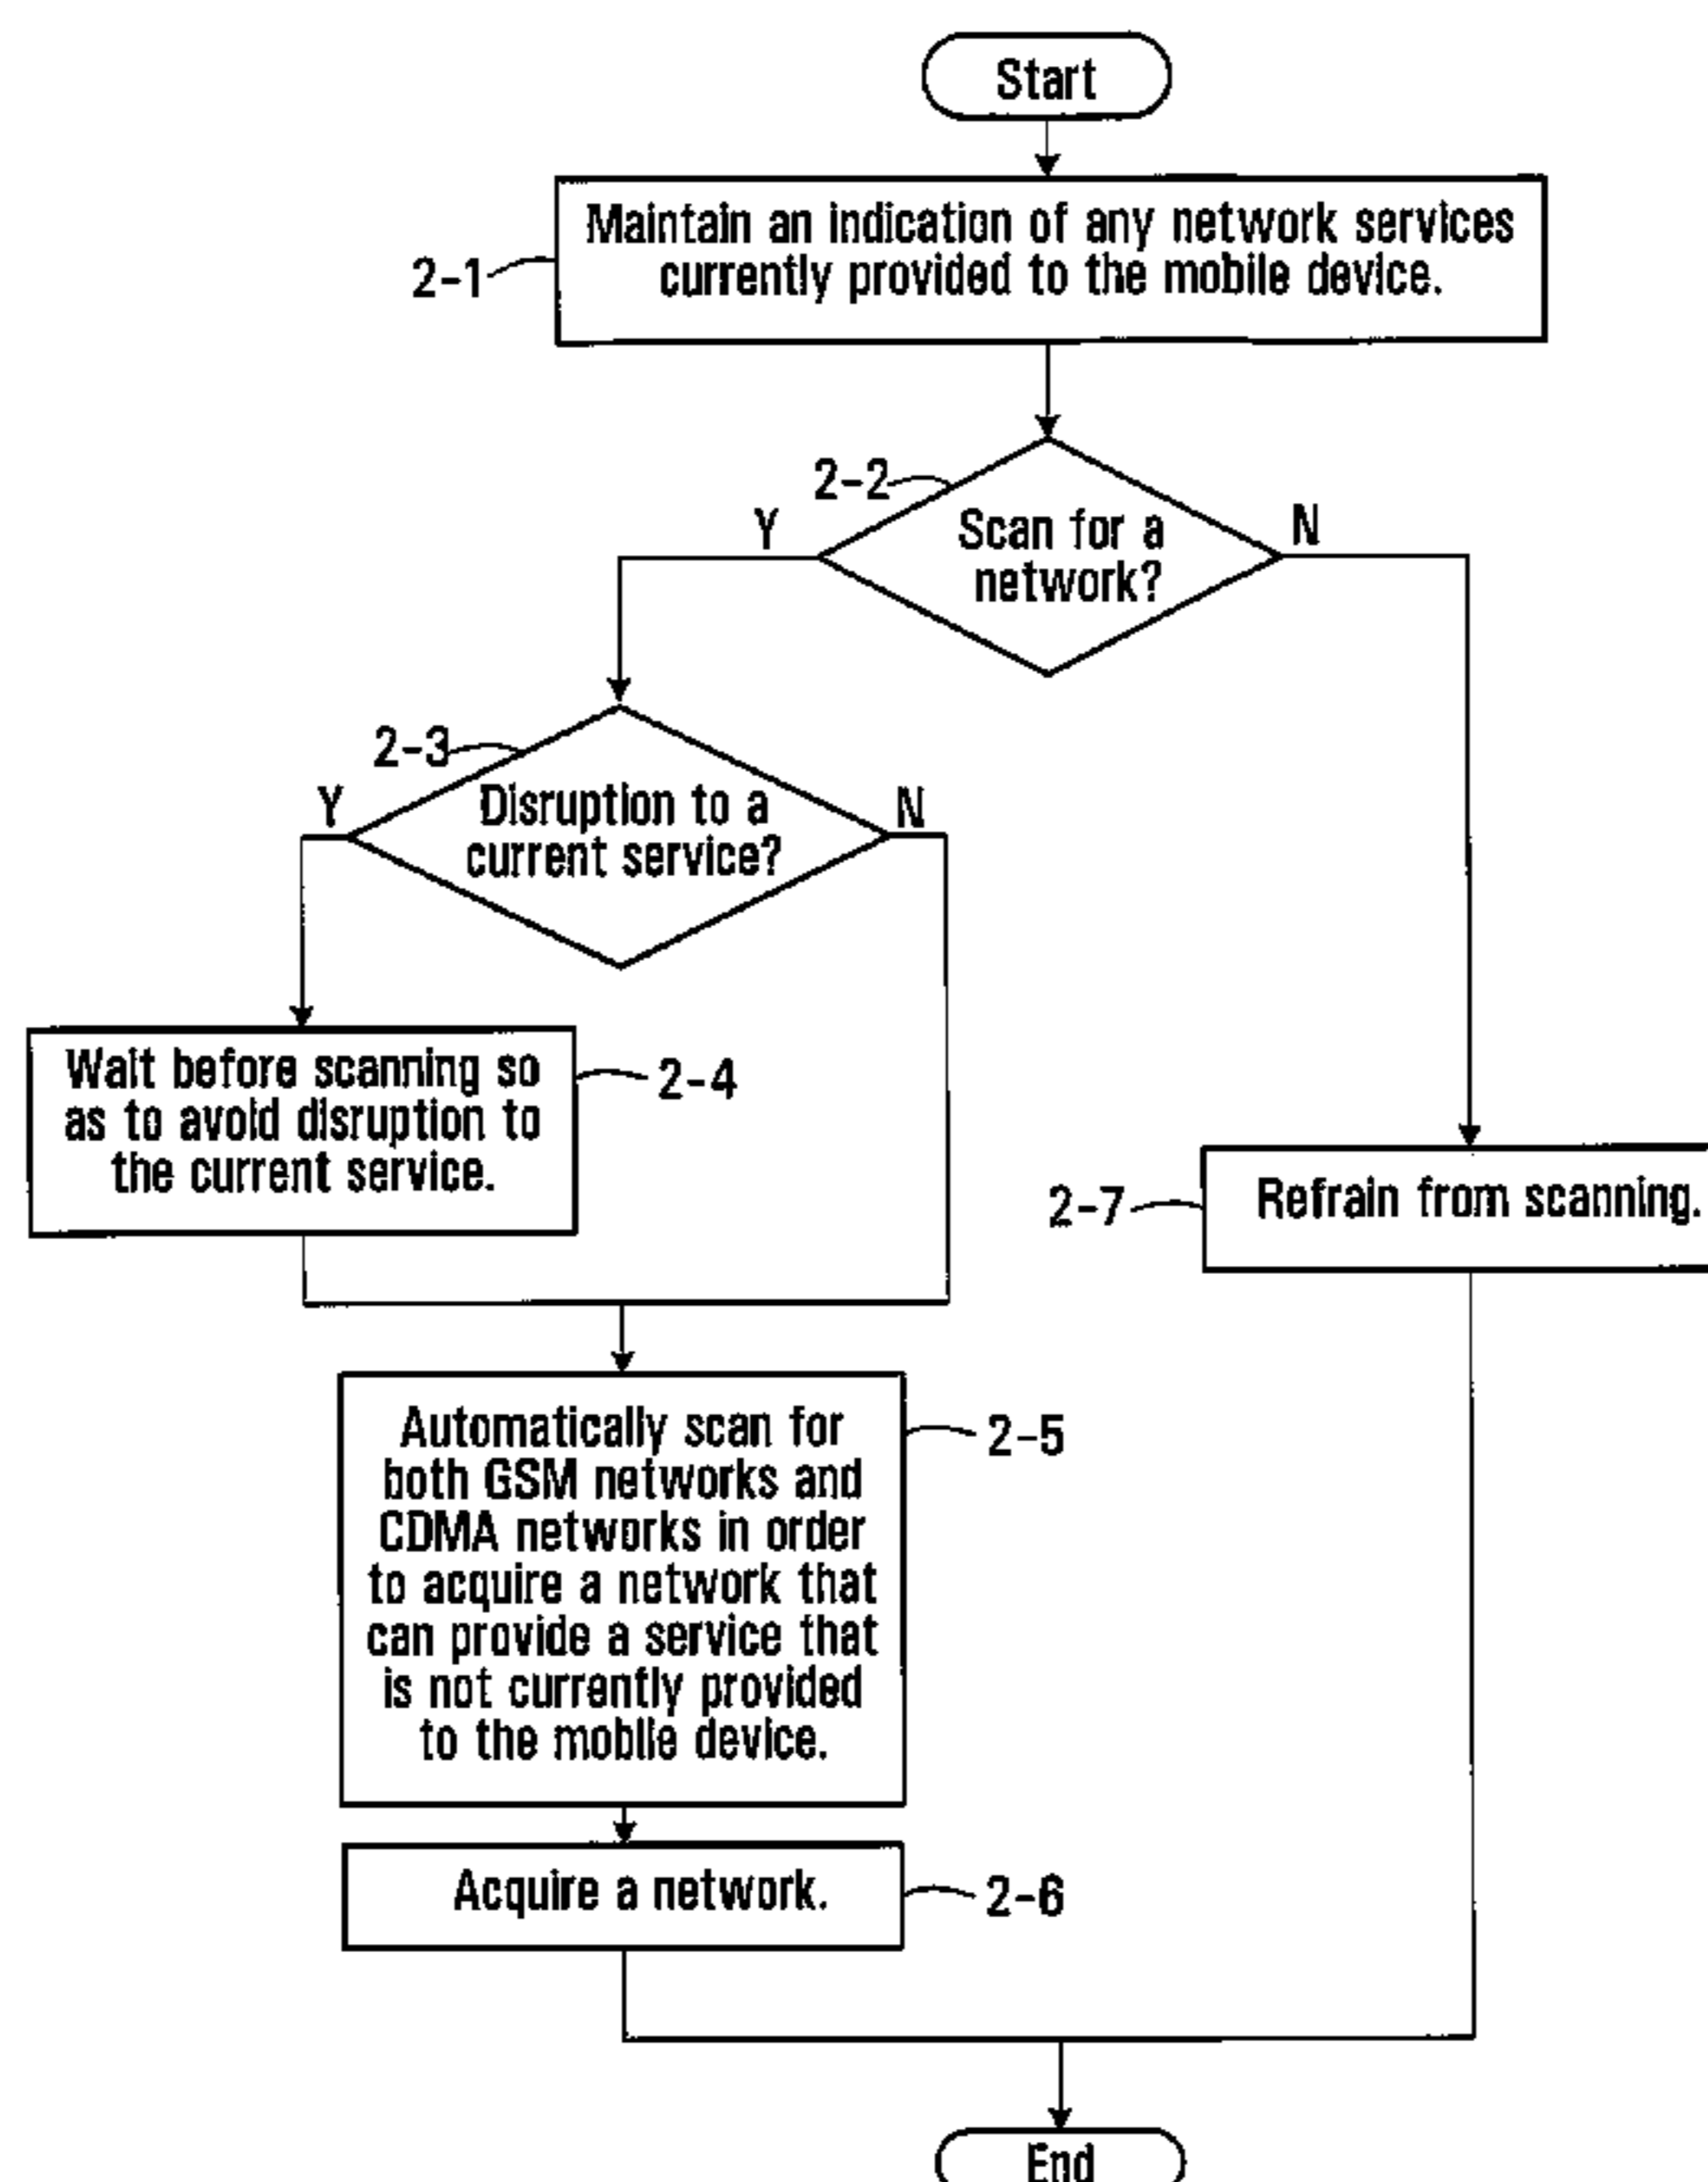 Start
Maintain an indication of any network services
currently provided to the mobile device.
2-1
2-2
Y
N
Scan for a
network?
2-3
Y
N
Disruption to a
current service?
Wait before scanning so
as to avoid disruption to
the current service.
2-4
2-7
Refrain from scanning.
Automatically scan for
both GSM networks and
CDMA networks in order
to acquire a network that
can provide a service that
is not currently provided
to the mobile device.
2-5
Acquire a network.
2-6
End